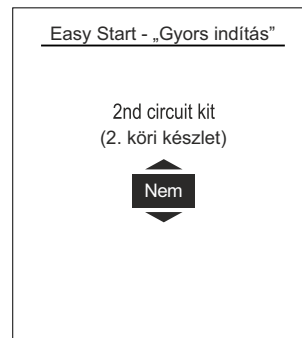 Easy Start - „Gyors indítás”
2nd circuit kit
(2. köri készlet)
Nem